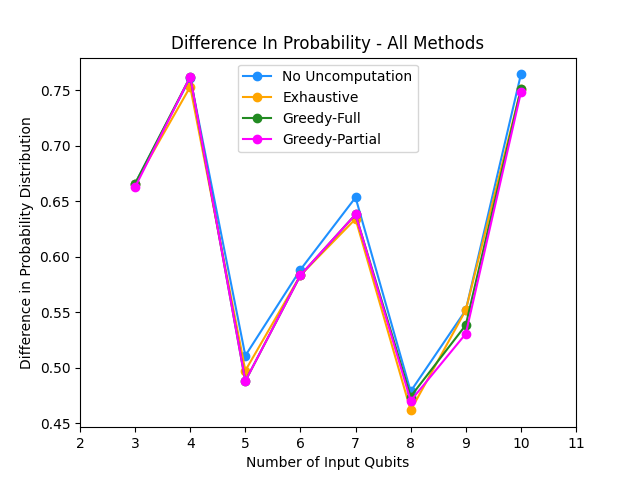 Difference In Probability - All Methods
Difference in Probability Distribution
0.75
0.70
0.65
0.60
0.55
0.50
0.45
No Uncomputation
Exhaustive
Greedy-Full
Greedy-Partial
2 3 4 5 6 7 8 9 10 11
Number of Input Qubits